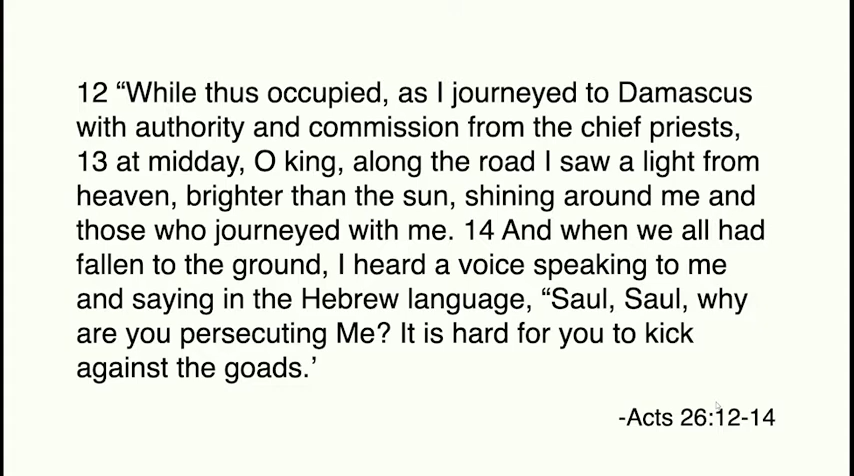 12 “While thus occupied, as I journeyed to Damascus
with authority and commission from the chief priests,
13 at midday, O king, along the road I saw a light from
heaven, brighter than the sun, shining around me and
those who journeyed with me. 14 And when we all had
fallen to the ground, I heard a voice speaking to me
and saying in the Hebrew language, “Saul, Saul, why
are you persecuting Me? It is hard for you to kick
against the goads.’
-Acts 26:12-14